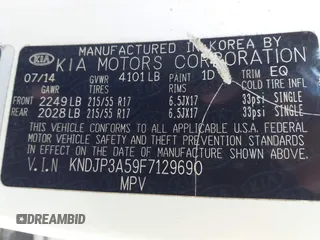 MANUFACTURED IN KOREA BY
KIA KIA MOTORS CORPORATION
07/14 GVWR 4101 LB PAINT 1D TRIM EQ
GAWR TIRES RIMS COLD TIRE INFL
FRONT 2249 LB 215/55 R17 6.5JX17 33psi SINGLE
REAR 2028 LB 215/55 R17 6.5JX17 33psi SINGLE
THIS VEHICLE CONFORMS TO ALL APPLICABLE U.S.A FEDERAL
MOTOR VEHICLE SAFETY, BUMPER, AND THEFT PREVENTION
STANDARDS IN EFFECT ON THE DATE OF MANUFACTURE SHOWN ABOVE.
V.I.N KNDJP3A59F7129690
MPV
DREAMBID